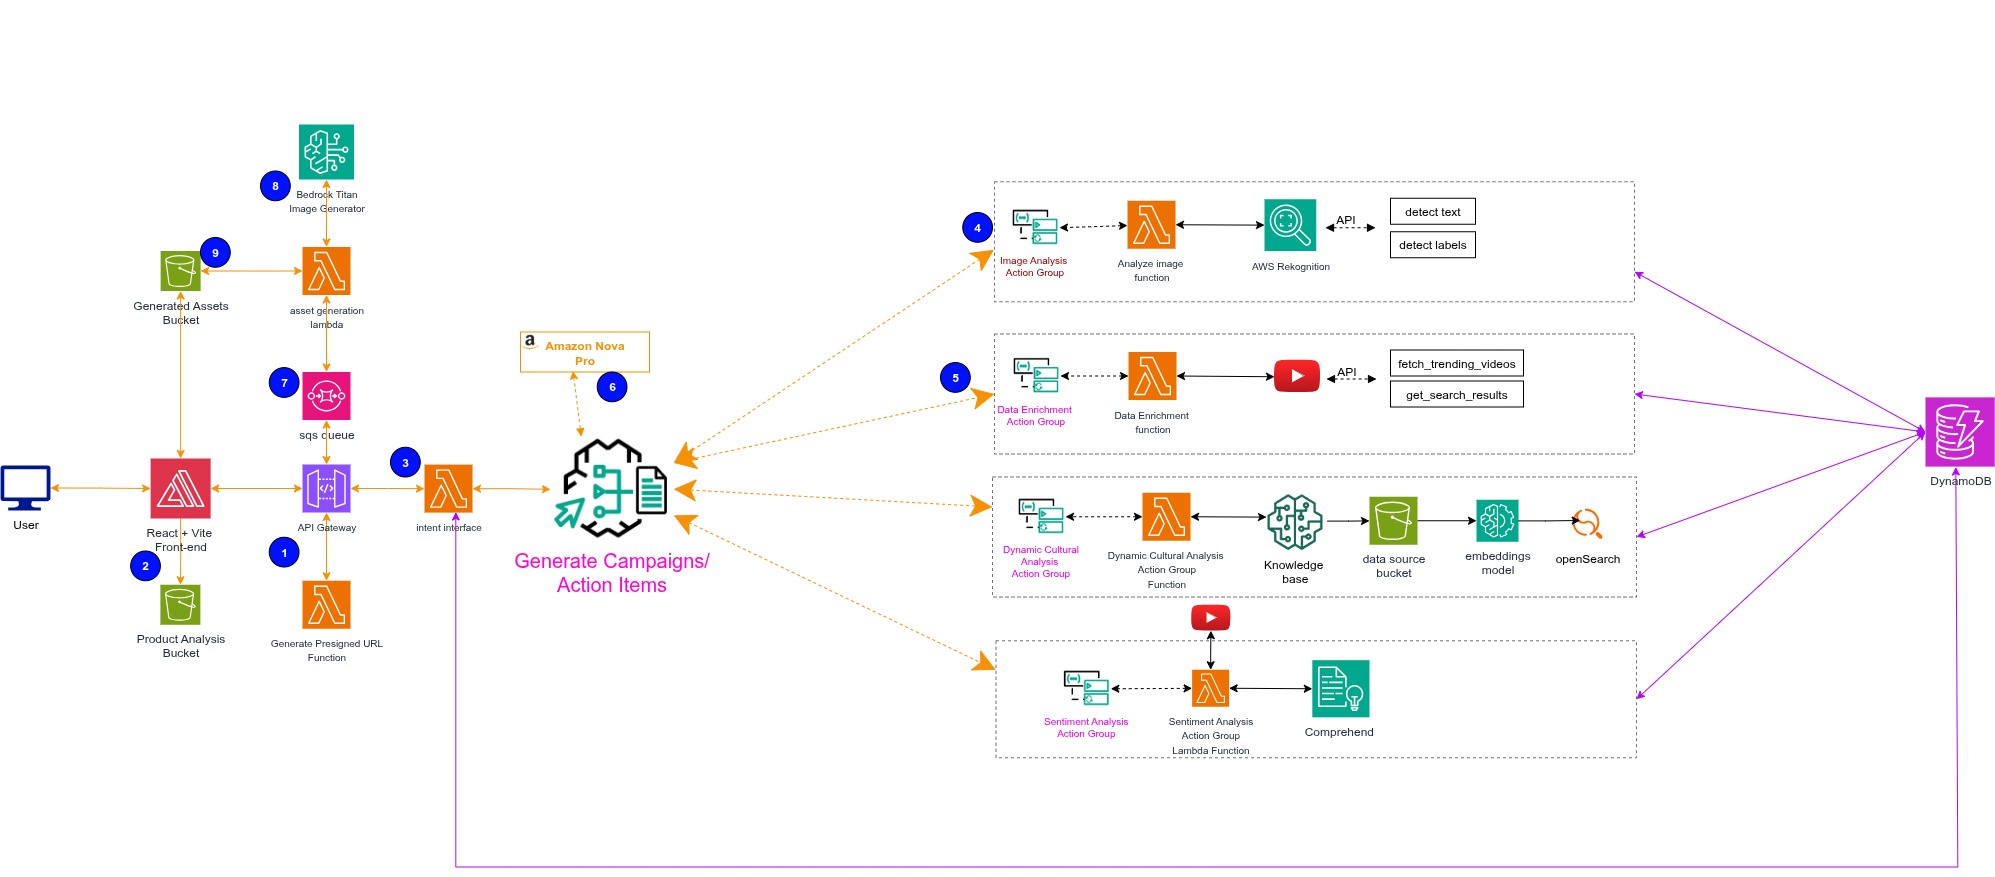 8
Bedrock Titan
Image Generator
9
Generated Assets
Bucket
asset generation
lambda
7
sqs queue
User
React + Vite
Front-end
2
Product Analysis
Bucket
API Gateway
1
Generate Presigned URL
Function
3
intent interface
a
Amazon Nova
Pro
6
Generate Campaigns/
Action Items
4
Image Analysis
Action Group
Analyze image
function
AWS Rekognition
API
detect text
detect labels
5
Data Enrichment
Action Group
Data Enrichment
function
API
fetch_trending_videos
get_search_results
Dynamic Cultural
Analysis
Action Group
Dynamic Cultural Analysis
Action Group
Function
Knowledge
base
data source
bucket
embeddings
model
openSearch
Sentiment Analysis
Action Group
Sentiment Analysis
Action Group
Lambda Function
Comprehend
DynamoDB